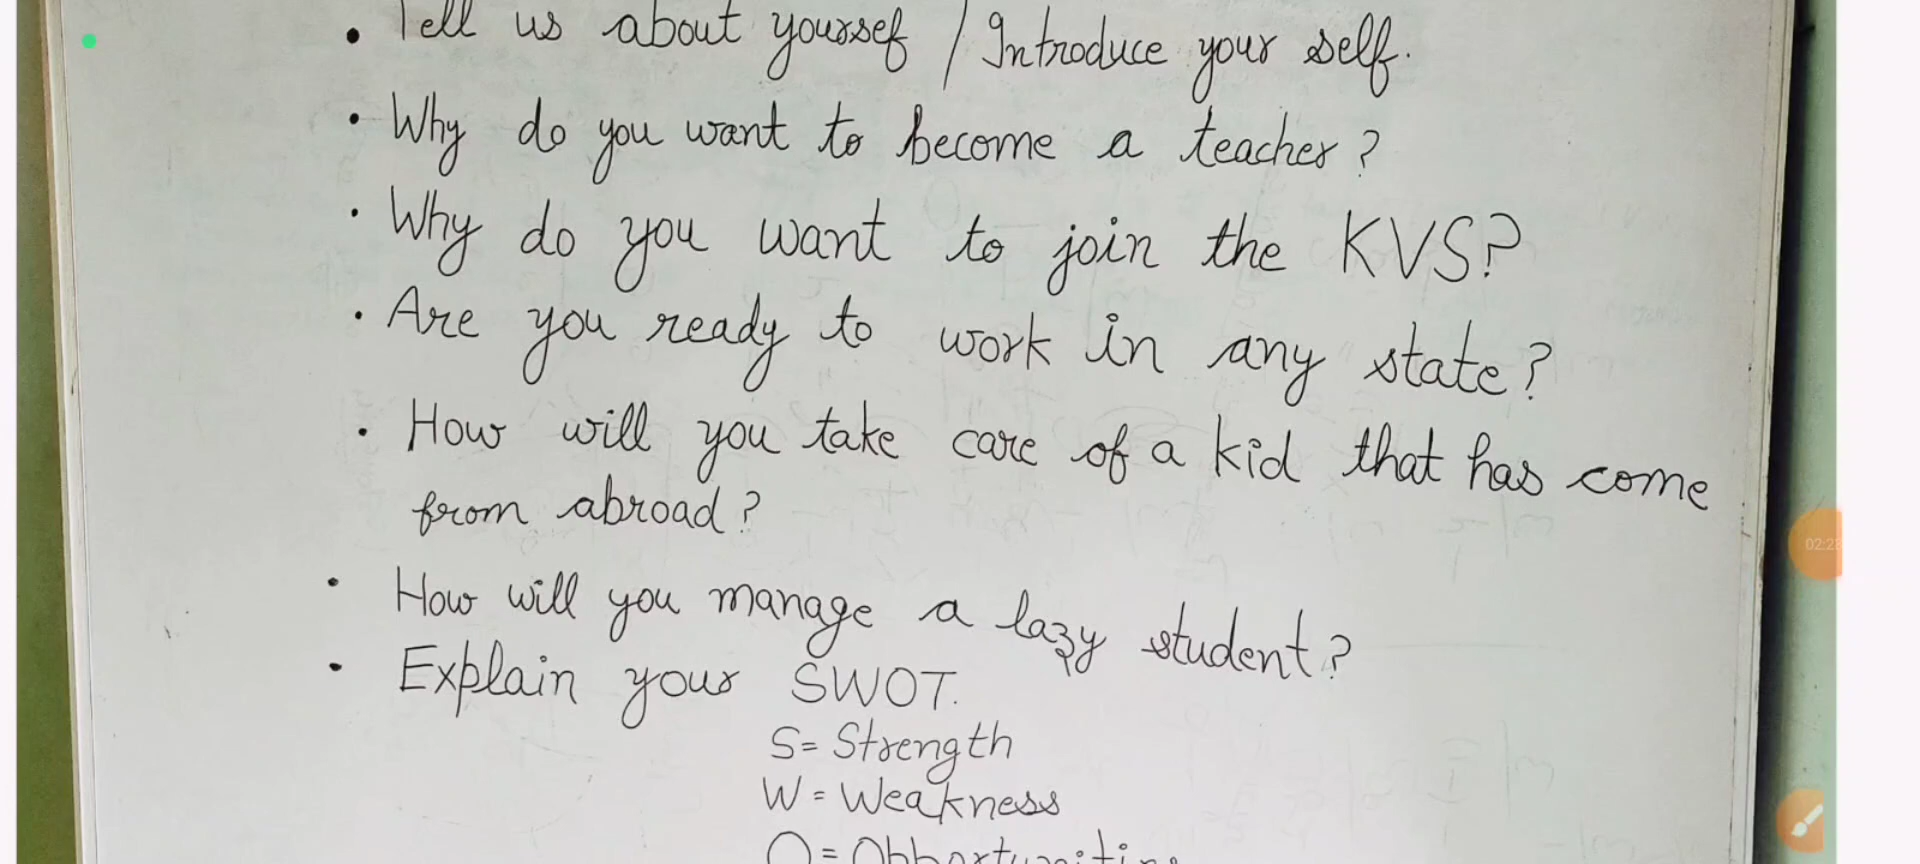 • Tell us about yoursef / Introduce your self.
• Why do you want to become a teacher?
• Why do you want to join the KVS?
• Are you ready to work in any state?
• How will you take care of a kid that has come
from abroad?
• How will you manage a lazy student?
• Explain your SWOT.
S = Strength
W = Weakness
O =